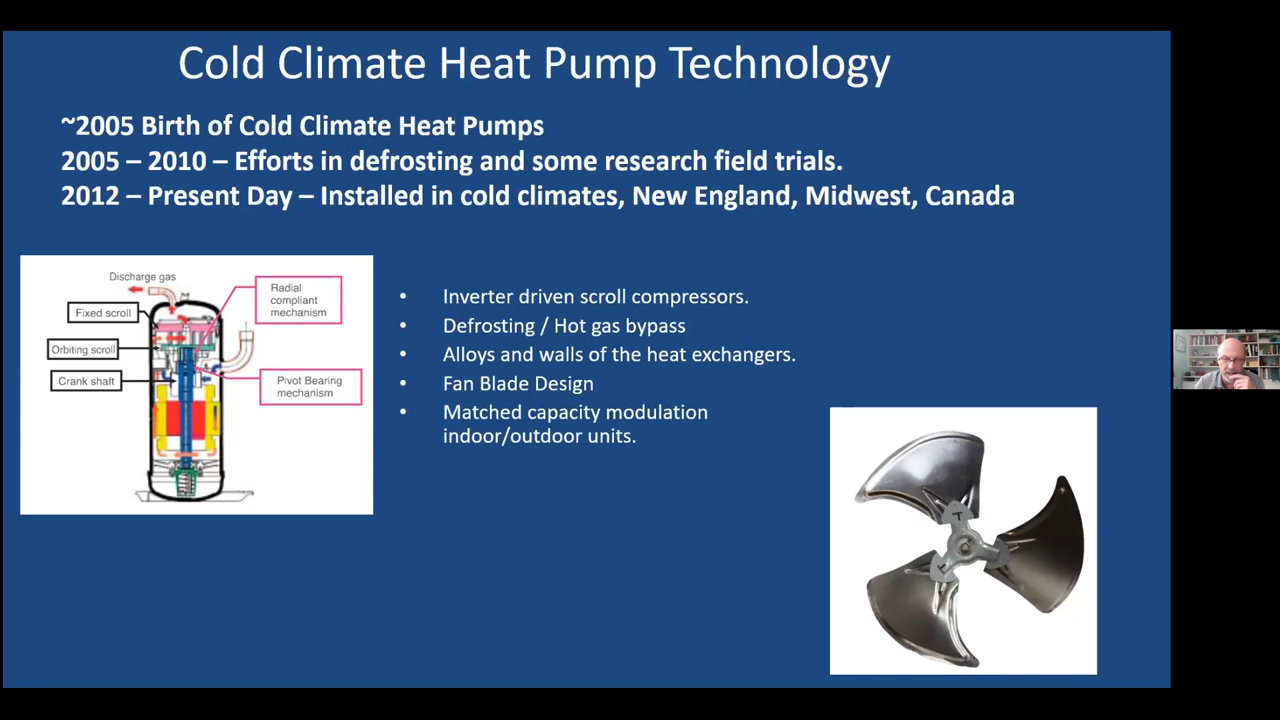 Cold Climate Heat Pump Technology
~2005 Birth of Cold Climate Heat Pumps
2005 – 2010 – Efforts in defrosting and some research field trials.
2012 – Present Day – Installed in cold climates, New England, Midwest, Canada
Discharge gas
Fixed scroll
Orbiting scroll
Crank shaft
Radial
compliant
mechanism
Pivot Bearing
mechanism
• Inverter driven scroll compressors.
• Defrosting / Hot gas bypass
• Alloys and walls of the heat exchangers.
• Fan Blade Design
• Matched capacity modulation
indoor/outdoor units.